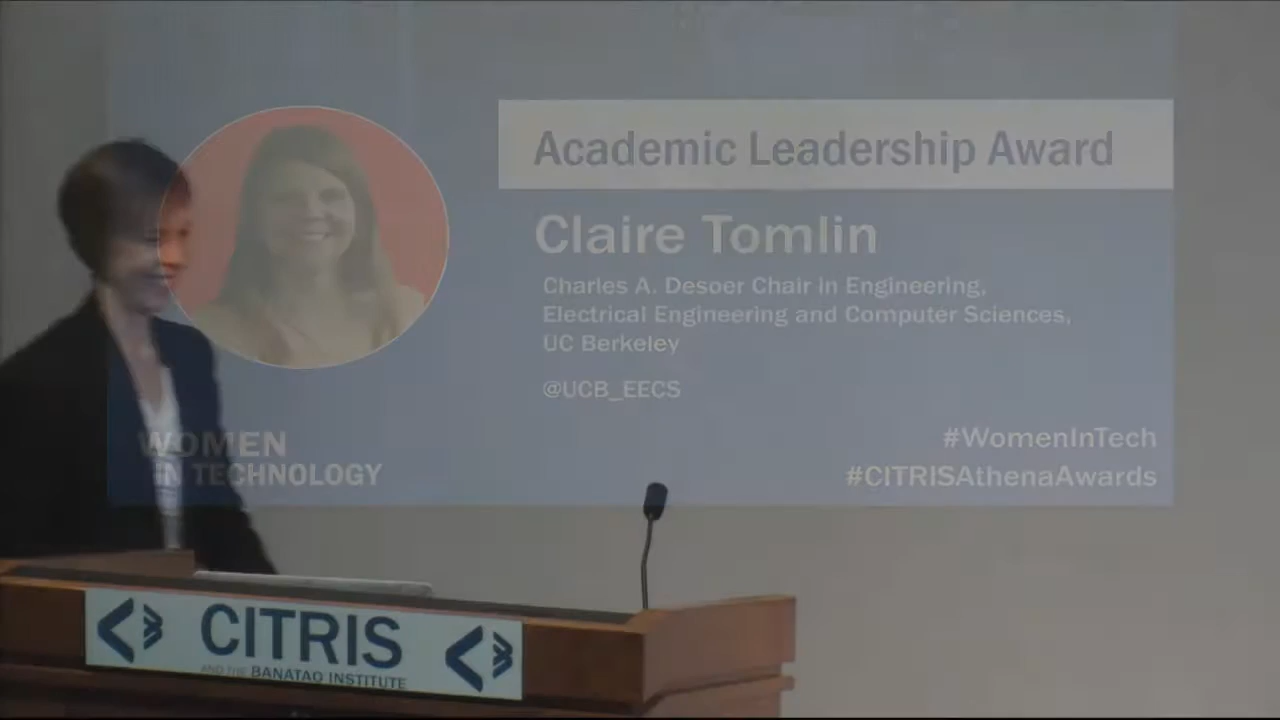 Academic Leadership Award
Claire Tomlin
Charles A. Desoer Chair in Engineering,
Electrical Engineering and Computer Sciences,
UC Berkeley
@UCB_EECS
WOMEN
IN TECHNOLOGY
#WomenInTech
#CITRISAthenaAwards
CITRIS
AND THE BANATAO INSTITUTE